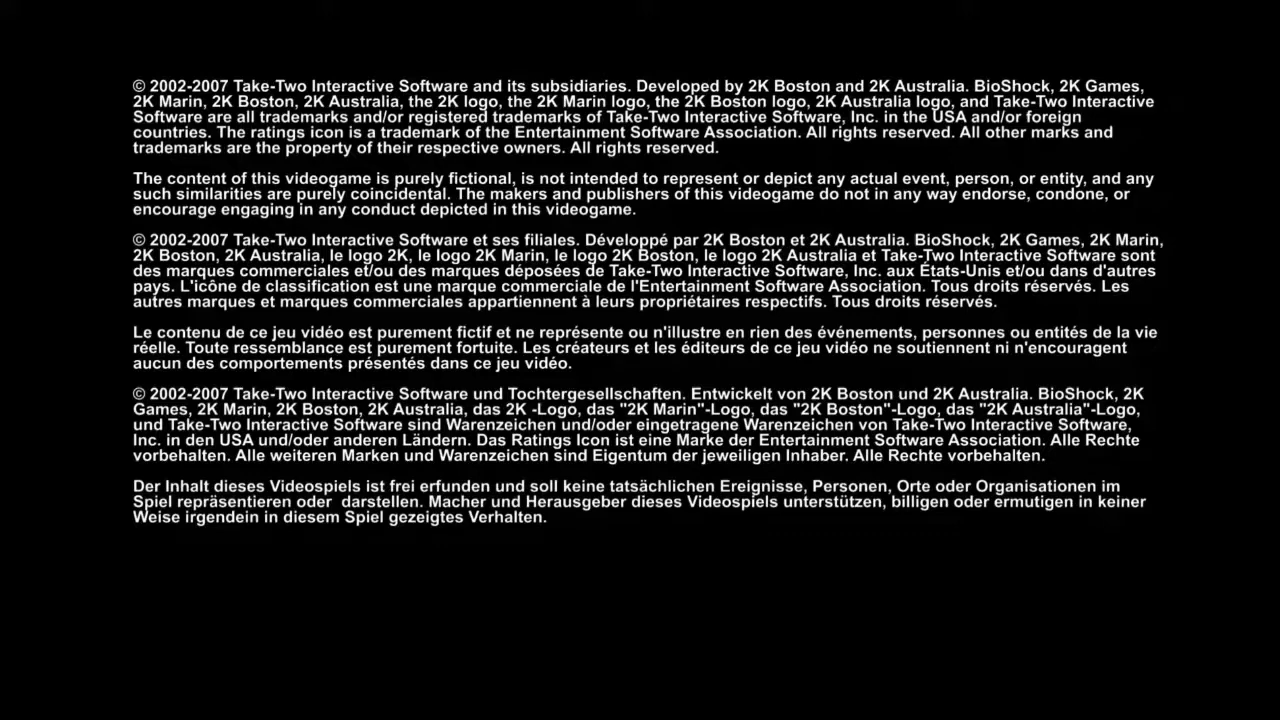 © 2002-2007 Take-Two Interactive Software and its subsidiaries. Developed by 2K Boston and 2K Australia. BioShock, 2K Games,
2K Marin, 2K Boston, 2K Australia, the 2K logo, the 2K Marin logo, the 2K Boston logo, 2K Australia logo, and Take-Two Interactive
Software are all trademarks and/or registered trademarks of Take-Two Interactive Software, Inc. in the USA and/or foreign
countries. The ratings icon is a trademark of the Entertainment Software Association. All rights reserved. All other marks and
trademarks are the property of their respective owners. All rights reserved.
The content of this videogame is purely fictional, is not intended to represent or depict any actual event, person, or entity, and any
such similarities are purely coincidental. The makers and publishers of this videogame do not in any way endorse, condone, or
encourage engaging in any conduct depicted in this videogame.
© 2002-2007 Take-Two Interactive Software et ses filiales. Développé par 2K Boston et 2K Australia. BioShock, 2K Games, 2K Marin,
2K Boston, 2K Australia, le logo 2K, le logo 2K Marin, le logo 2K Boston, le logo 2K Australia et Take-Two Interactive Software sont
des marques commerciales et/ou des marques déposées de Take-Two Interactive Software, Inc. aux États-Unis et/ou dans d'autres
pays. L'icône de classification est une marque commerciale de l'Entertainment Software Association. Tous droits réservés. Les
autres marques et marques commerciales appartiennent à leurs propriétaires respectifs. Tous droits réservés.
Le contenu de ce jeu vidéo est purement fictif et ne représente ou n'illustre en rien des événements, personnes ou entités de la vie
réelle. Toute ressemblance est purement fortuite. Les créateurs et les éditeurs de ce jeu vidéo ne soutiennent ni n'encouragent
aucun des comportements présentés dans ce jeu vidéo.
© 2002-2007 Take-Two Interactive Software und Tochtergesellschaften. Entwickelt von 2K Boston und 2K Australia. BioShock, 2K
Games, 2K Marin, 2K Boston, 2K Australia, das 2K -Logo, das "2K Marin"-Logo, das "2K Boston"-Logo, das "2K Australia"-Logo,
und Take-Two Interactive Software sind Warenzeichen und/oder eingetragene Warenzeichen von Take-Two Interactive Software,
Inc. in den USA und/oder anderen Ländern. Das Ratings Icon ist eine Marke der Entertainment Software Association. Alle Rechte
vorbehalten. Alle weiteren Marken und Warenzeichen sind Eigentum der jeweiligen Inhaber. Alle Rechte vorbehalten.
Der Inhalt dieses Videospiels ist frei erfunden und soll keine tatsächlichen Ereignisse, Personen, Orte oder Organisationen im
Spiel repräsentieren oder  darstellen. Macher und Herausgeber dieses Videospiels unterstützen, billigen oder ermutigen in keiner
Weise irgendein in diesem Spiel gezeigtes Verhalten.